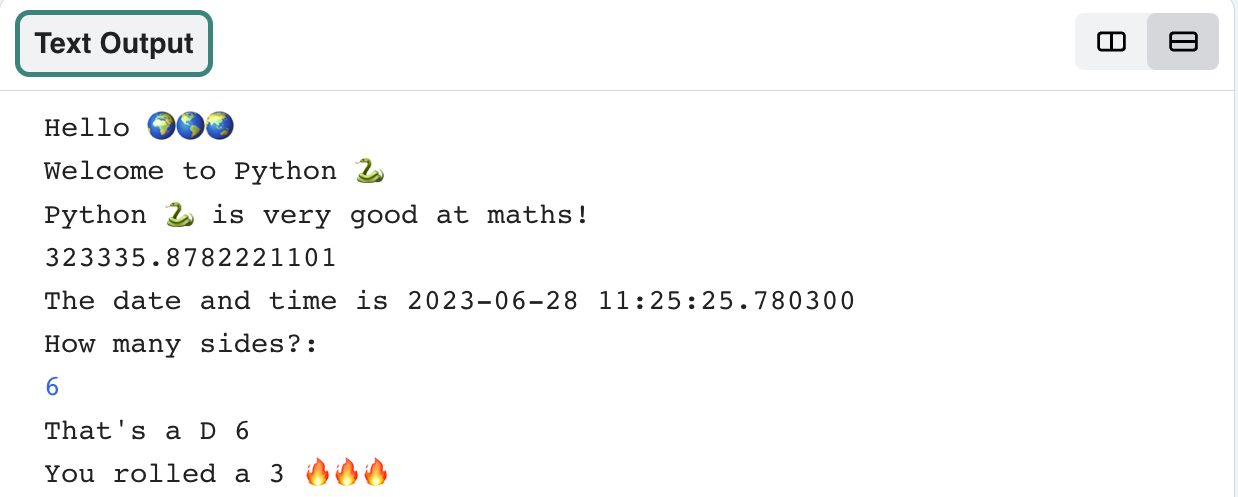 Text Output
Hello 🌍🌎🌏
Welcome to Python 🐍
Python 🐍 is very good at maths!
323335.8782221101
The date and time is 2023-06-28 11:25:25.780300
How many sides?:
6
That's a D 6
You rolled a 3 🔥🔥🔥